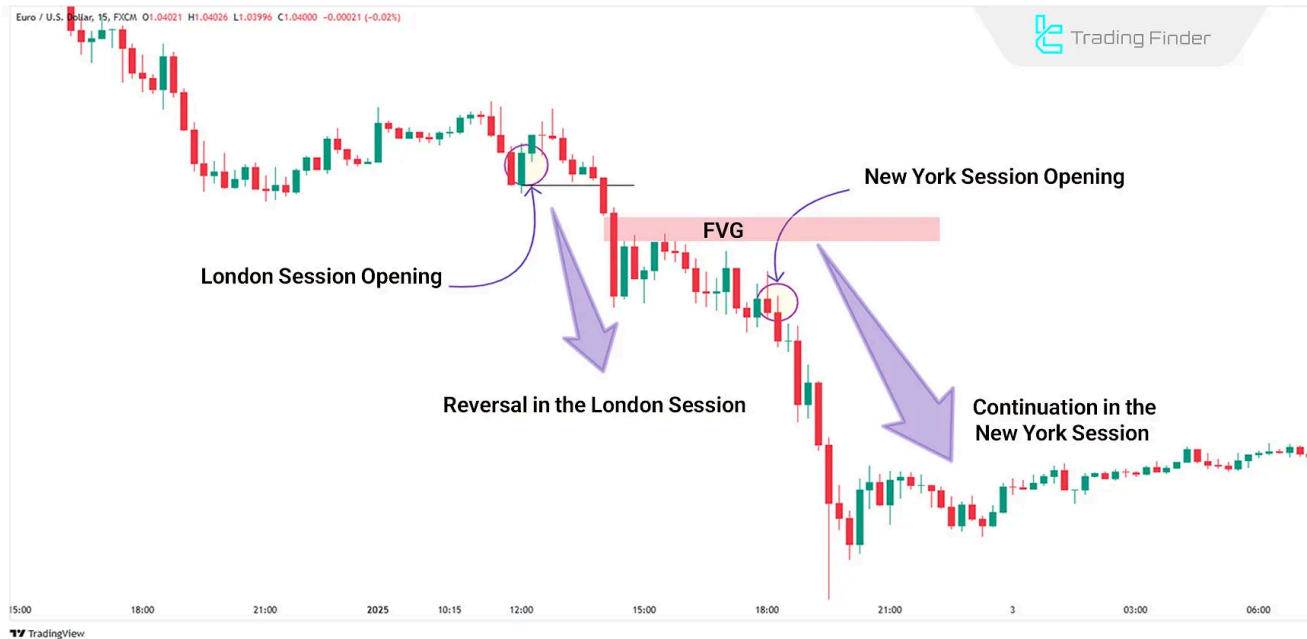 Euro / U.S. Dollar, 15, FXCM O1.04021 H1.04026 L1.03996 C1.04000 -0.00021 (-0.02%)
Trading Finder
New York Session Opening
FVG
London Session Opening
Reversal in the London Session
Continuation in the
New York Session
15:00 18:00 21:00 2025 10:15 12:00 15:00 18:00 21:00 3 03:00 06:00
TradingView